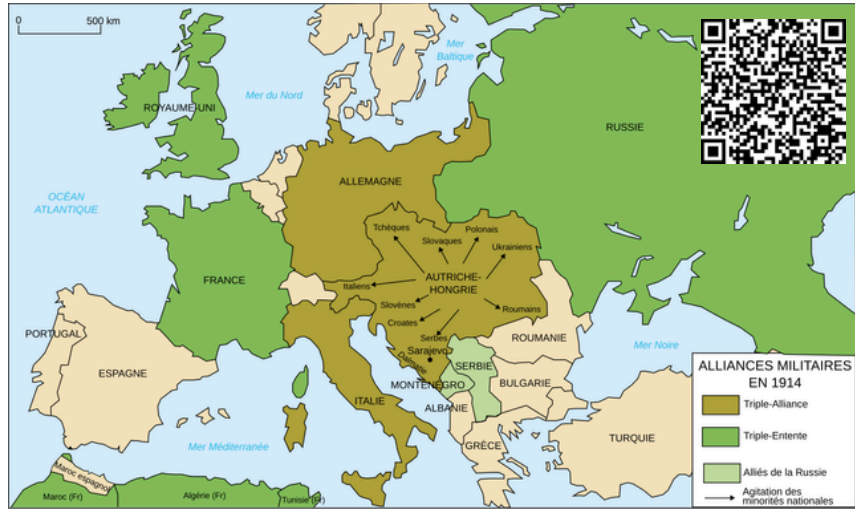 0 500 km
Mer
Baltique
Mer du Nord
ROYAUME-UNI
RUSSIE
ALLEMAGNE
OCÉAN
ATLANTIQUE
Tchèques
Polonais
Slovaques
Ukrainiens
FRANCE
AUTRICHE-
HONGRIE
Italiens
Slovènes
Roumains
Croates
PORTUGAL
Serbes
ROUMANIE
Mer Noire
Sarajevo
Dalmatie
SERBIE
ESPAGNE
MONTÉNÉGRO
BULGARIE
ITALIE
ALBANIE
GRÈCE
TURQUIE
Mer Méditerranée
Maroc espagnol
Maroc (Fr)
Algérie (Fr)
Tunisie (Fr)
ALLIANCES MILITAIRES
EN 1914
Triple-Alliance
Triple-Entente
Alliés de la Russie
Agitation des
minorités nationales